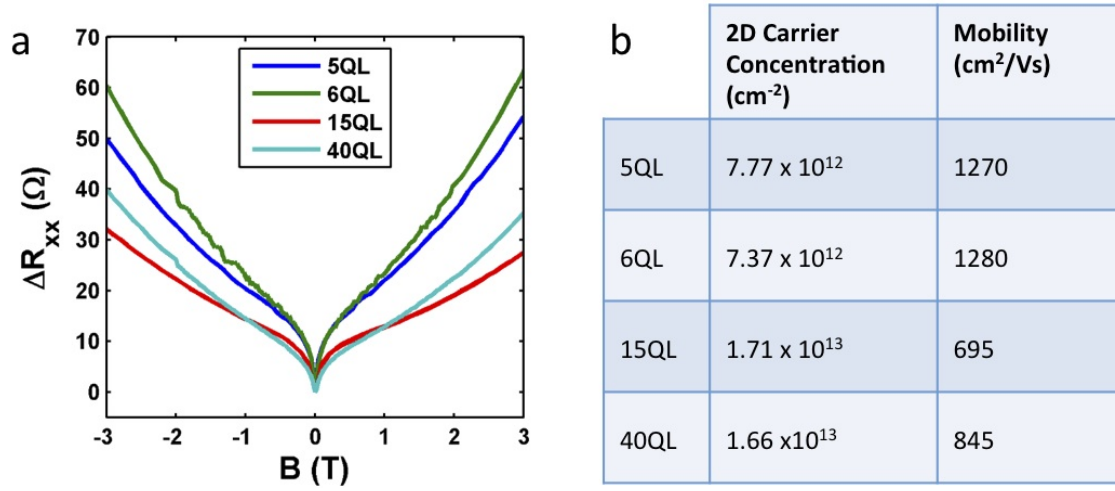 a
70
60
50
40
30
20
10
0
ΔRxx (Ω)
-3 -2 -1 0 1 2 3
B (T)
5QL
6QL
15QL
40QL
b
2D Carrier Concentration (cm-2)
Mobility (cm2/Vs)
5QL 7.77 x 10¹² 1270
6QL 7.37 x 10¹² 1280
15QL 1.71 x 10¹³ 695
40QL 1.66 x10¹³ 845